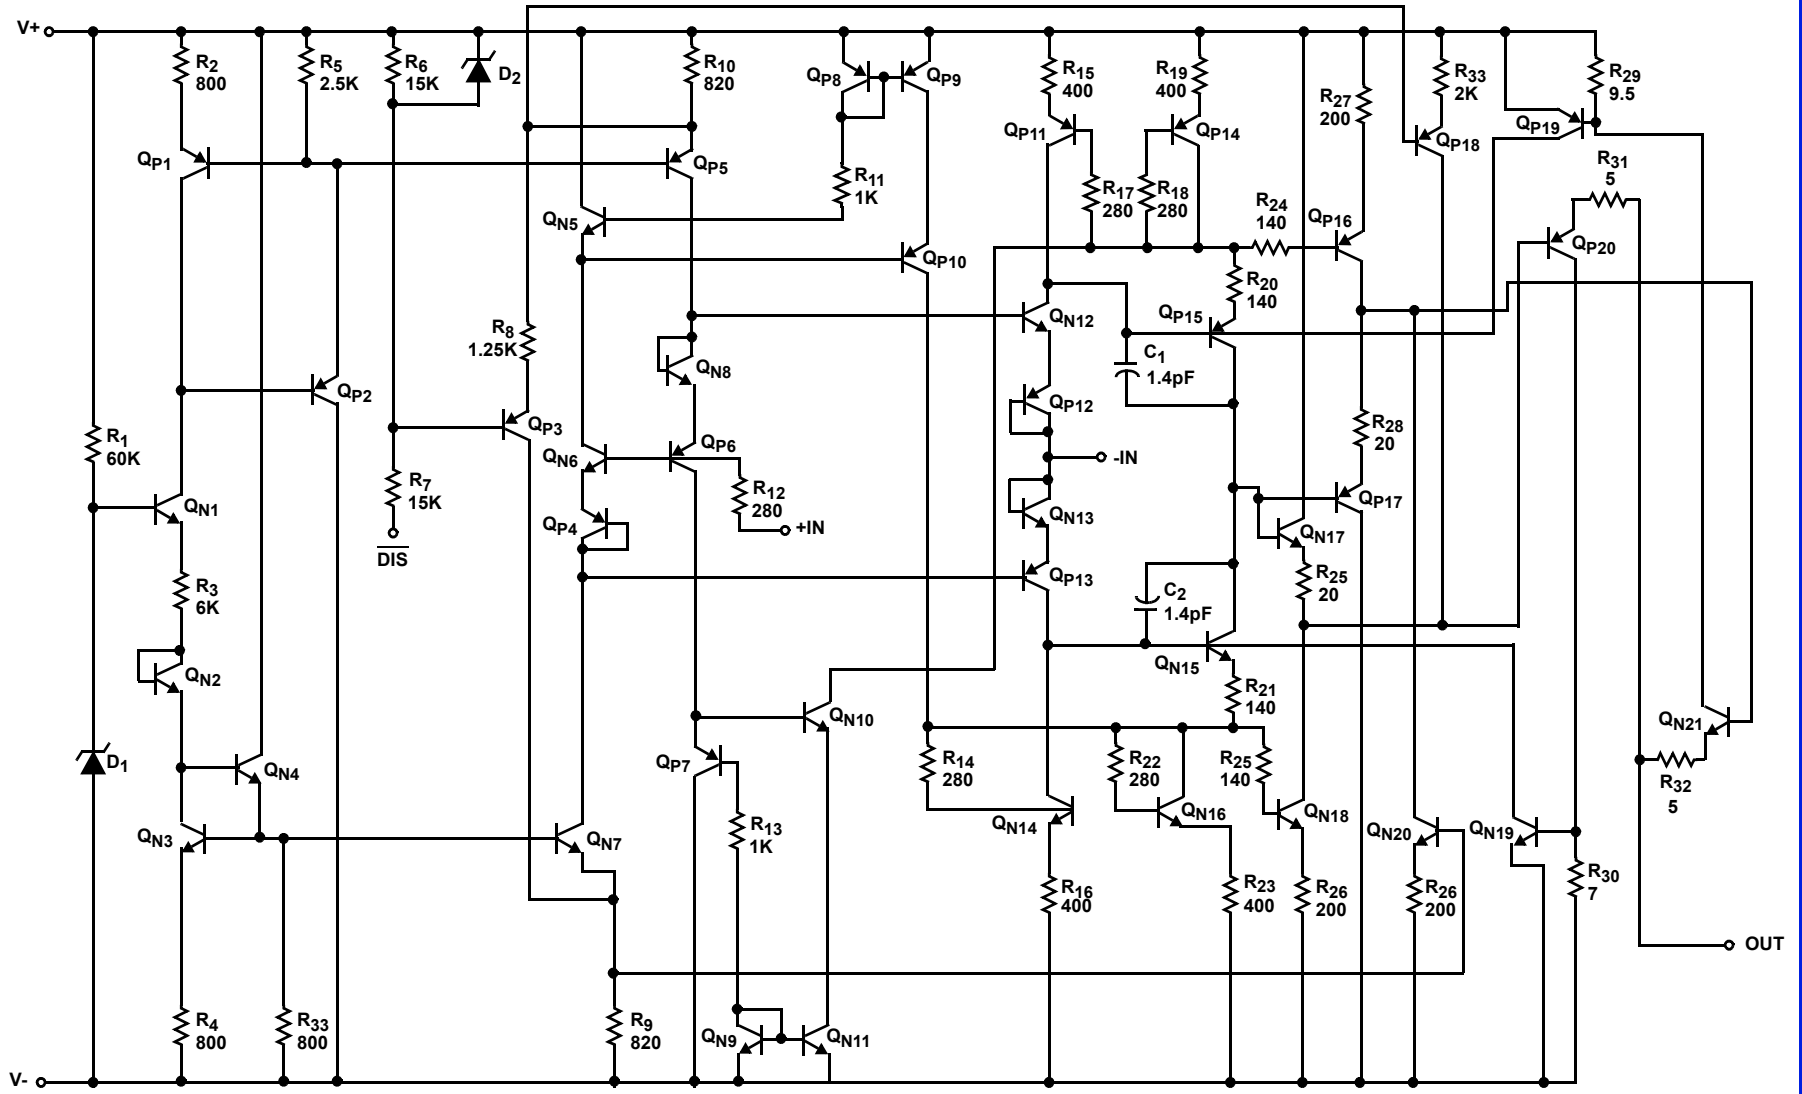 V+
R2
800
R5
2.5K
R6
15K
D2
R10
820
QP8
QP9
R15
400
R19
400
R27
200
R33
2K
R29
9.5
QP1
QP5
QP11
QP14
QP18
QP19
R31
5
R11
1K
R17
280
R18
280
R24
140
QP16
QP20
QN5
QP10
R20
140
R8
1.25K
QN12
QP15
C1
1.4pF
QN8
QP2
QP12
R1
60K
QP3
QN6
QP6
-IN
R28
20
R7
15K
R12
280
QN1
QP4
+IN
QN13
QP17
QN17
DIS
R3
6K
QP13
C2
1.4pF
R25
20
QN2
QN15
R21
140
QN10
QN21
D1
QN4
QP7
R14
280
R22
280
R25
140
R32
5
QN3
QN7
R13
1K
QN14
QN16
QN18
QN20
QN19
R16
400
R23
400
R26
200
R26
200
R30
7
OUT
R4
800
R33
800
R9
820
QN9
QN11
V-